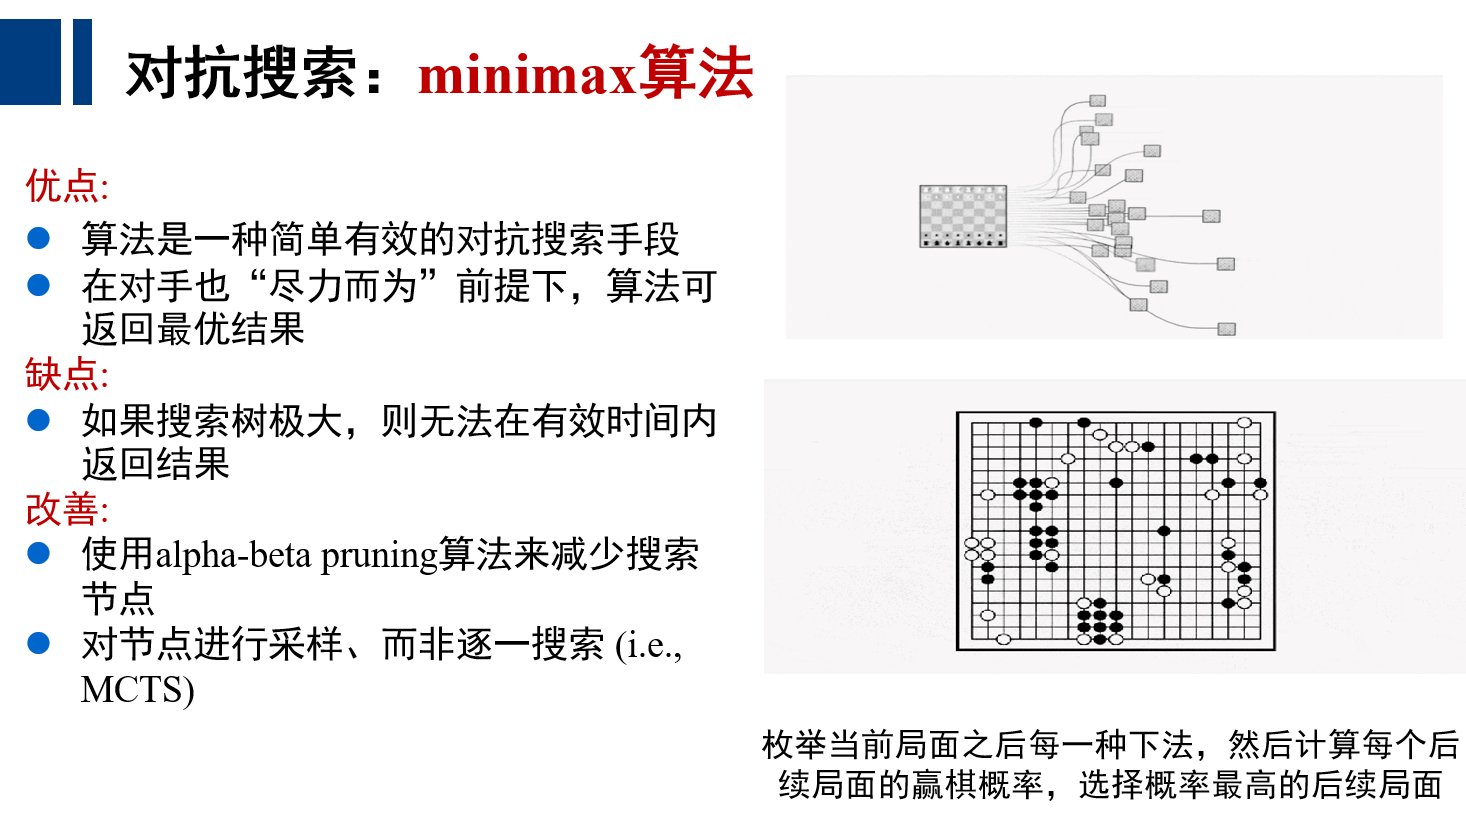 对抗搜索：minimax算法
优点:
算法是一种简单有效的对抗搜索手段
在对手也“尽力而为”前提下，算法可
返回最优结果
缺点:
如果搜索树极大，则无法在有效时间内
返回结果
改善:
使用alpha-beta pruning算法来减少搜索
节点
对节点进行采样、而非逐一搜索 (i.e.,
MCTS)
枚举当前局面之后每一种下法，然后计算每个后
续局面的赢棋概率，选择概率最高的后续局面